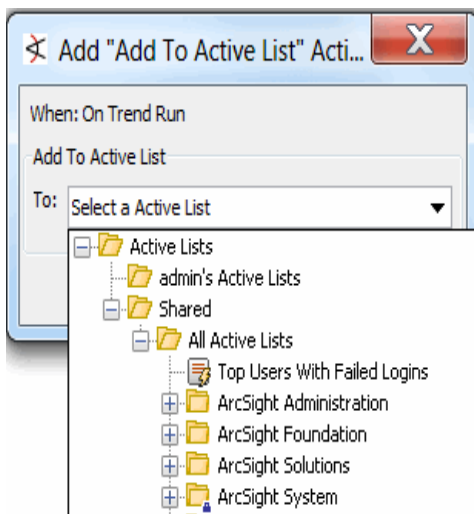 Add "Add To Active List" Acti...
When: On Trend Run
Add To Active List
To: Select a Active List
Active Lists
admin's Active Lists
Shared
All Active Lists
Top Users With Failed Logins
ArcSight Administration
ArcSight Foundation
ArcSight Solutions
ArcSight System